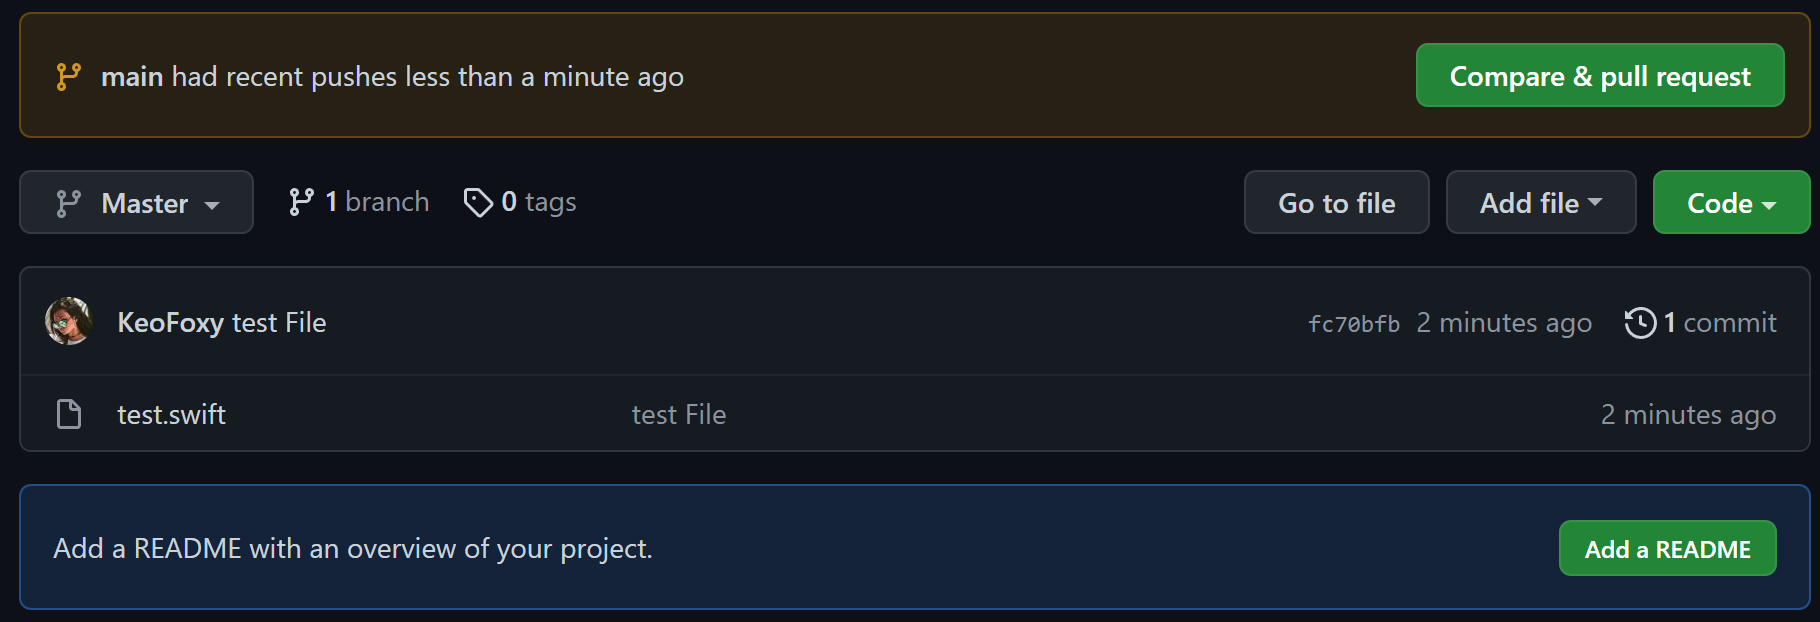 main had recent pushes less than a minute ago
Compare & pull request
Master
1 branch
0 tags
Go to file
Add file
Code
KeoFoxy test File
fc70bfb 2 minutes ago
1 commit
test.swift
test File
2 minutes ago
Add a README with an overview of your project.
Add a README